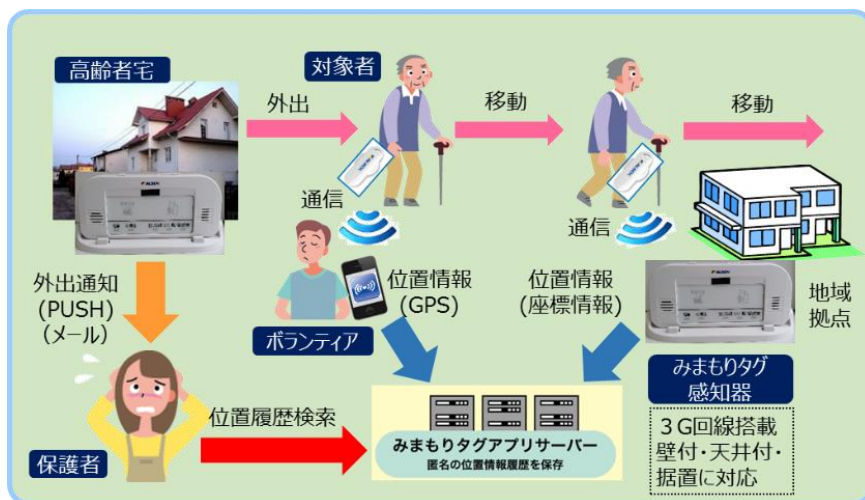 高齢者宅
対象者
外出
移動
移動
通信
通信
外出通知
(PUSH)
(メール)
位置情報
(GPS)
位置情報
(座標情報)
地域
拠点
ボランティア
みまもりタグ
感知器
位置履歴検索
みまもりタグアプリサーバー
匿名の位置情報履歴を保存
3G回線搭載
壁付・天井付・
据置に対応
保護者